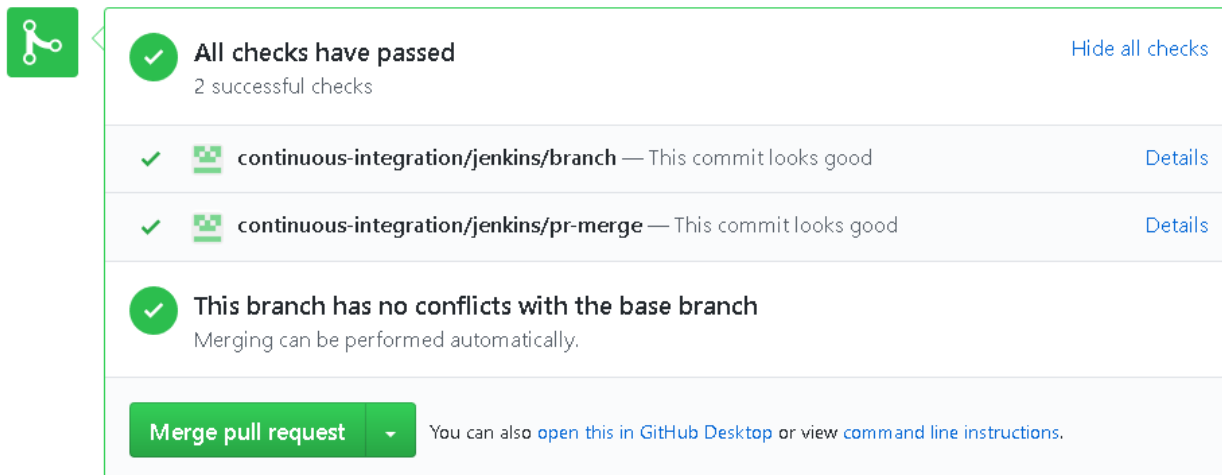 All checks have passed
Hide all checks
2 successful checks
continuous-integration/jenkins/branch — This commit looks good
Details
continuous-integration/jenkins/pr-merge — This commit looks good
Details
This branch has no conflicts with the base branch
Merging can be performed automatically.
Merge pull request
You can also open this in GitHub Desktop or view command line instructions.